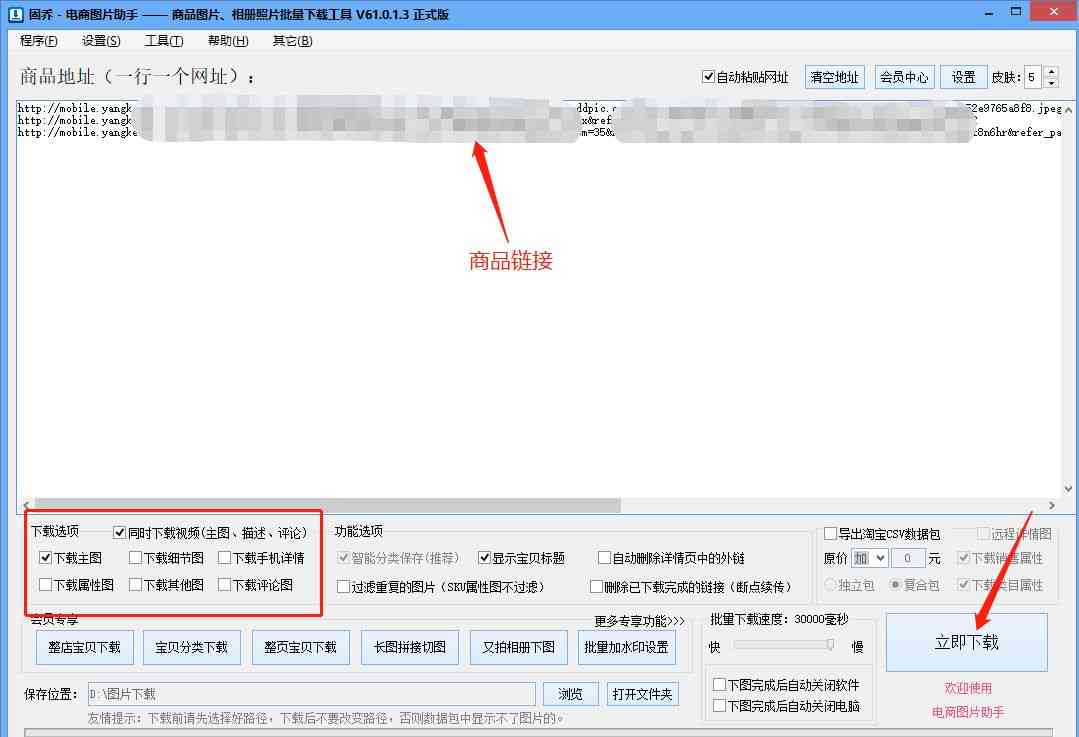 固乔 - 电商图片助手 —— 商品图片、相册照片批量下载工具 V61.0.1.3 正式版
程序(F) 设置(S) 工具(T) 帮助(H) 其它(B)
商品地址（一行一个网址）： 自动粘贴网址 清空地址 会员中心 设置 皮肤: 5
http://mobile.yangk ddpic.c 52e9765a8f8.jpeg
http://mobile.yangke x&ref
http://mobile.yangke m=35& t8n6hr&refer_pa
商品链接
下载选项 同时下载视频(主图、描述、评论)
下载主图 下载细节图 下载手机详情
下载属性图 下载其他图 下载评论图
功能选项
智能分类保存(推荐) 显示宝贝标题 自动删除详情页中的外链
过滤重复的图片（SKU属性图不过滤） 删除已下载完成的链接（断点续传）
导出淘宝CSV数据包 远程详情图
原价 加 0 元 下载销售属性
独立包 复合包 下载类目属性
会员专享 更多专享功能>>>
整店宝贝下载 宝贝分类下载 整页宝贝下载 长图拼接切图 又拍相册下图 批量加水印设置
批量下载速度: 30000毫秒
快 慢
立即下载
保存位置: D:\图片下载 浏览 打开文件夹
友情提示: 下载前请先选择好路径，下载后不要改变路径，否则数据包中显示不了图片的。
下图完成后自动关闭软件
下图完成后自动关闭电脑
欢迎使用
电商图片助手